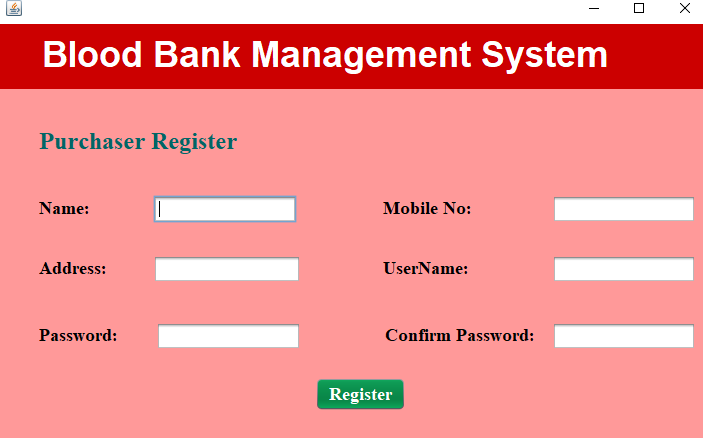 Blood Bank Management System
Purchaser Register
Name: Mobile No:
Address: UserName:
Password: Confirm Password:
Register